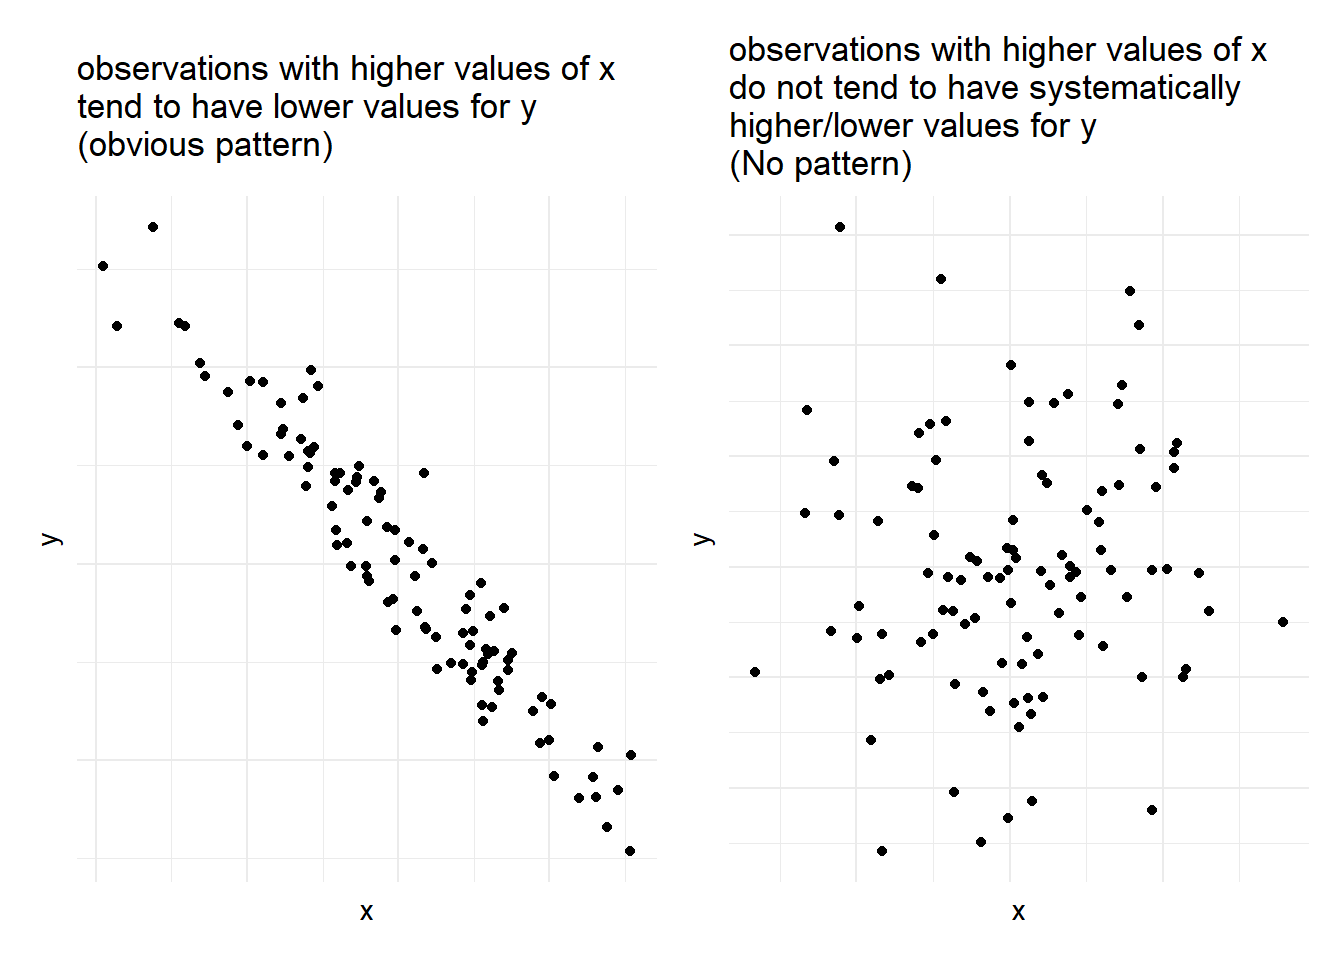 observations with higher values of x
tend to have lower values for y
(obvious pattern)
y
x
observations with higher values of x
do not tend to have systematically
higher/lower values for y
(No pattern)
y
x